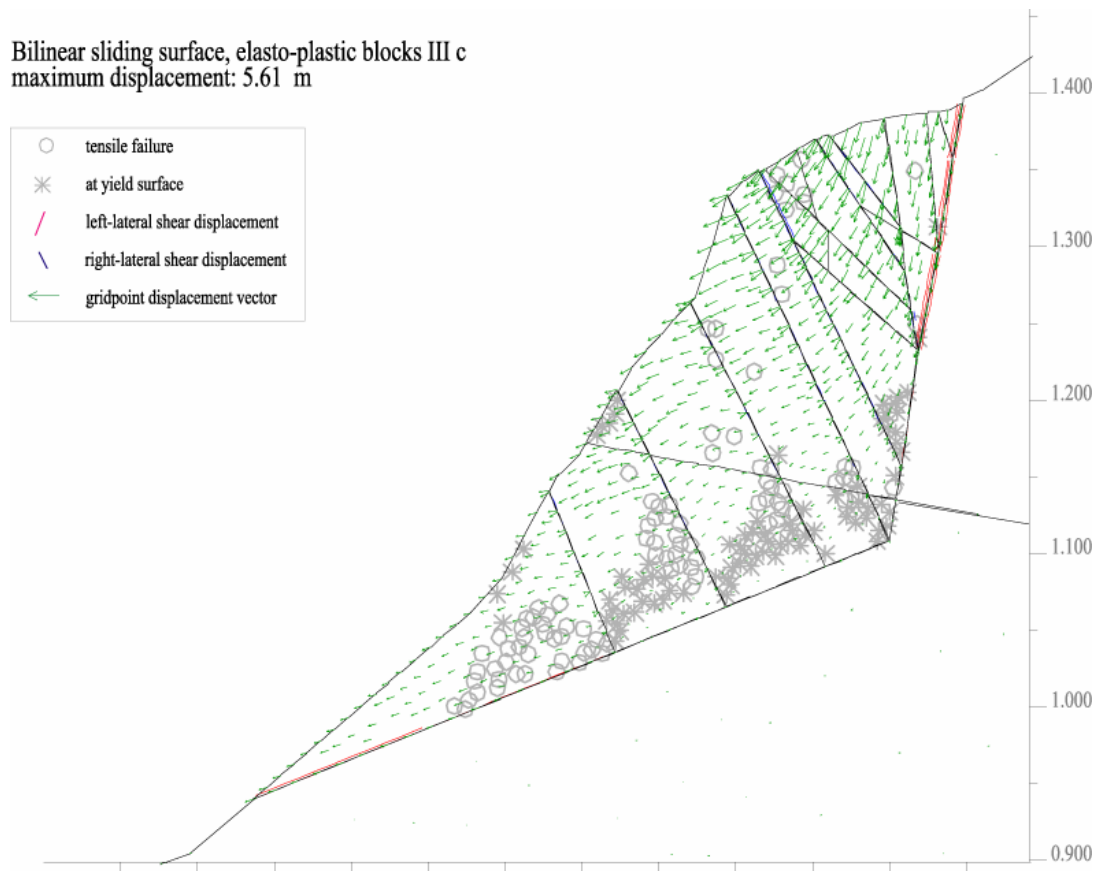 Bilinear sliding surface, elasto-plastic blocks III c
maximum displacement: 5.61 m
tensile failure
at yield surface
left-lateral shear displacement
right-lateral shear displacement
gridpoint displacement vector
1.400
1.300
1.200
1.100
1.000
0.900